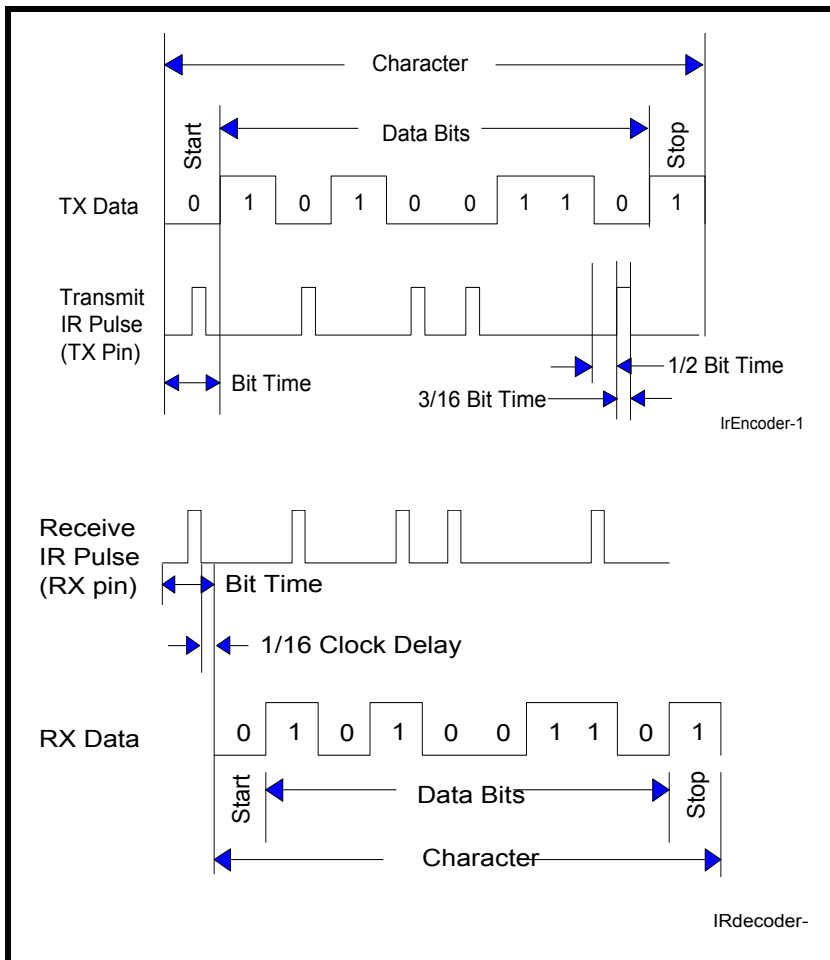 Character
Start
Data Bits
Stop
TX Data
0 1 0 1 0 0 1 1 0 1
Transmit
IR Pulse
(TX Pin)
Bit Time
1/2 Bit Time
3/16 Bit Time
IrEncoder-1
Receive
IR Pulse
(RX pin)
Bit Time
1/16 Clock Delay
RX Data
0 1 0 1 0 0 1 1 0 1
Start
Data Bits
Stop
Character
IRdecoder-